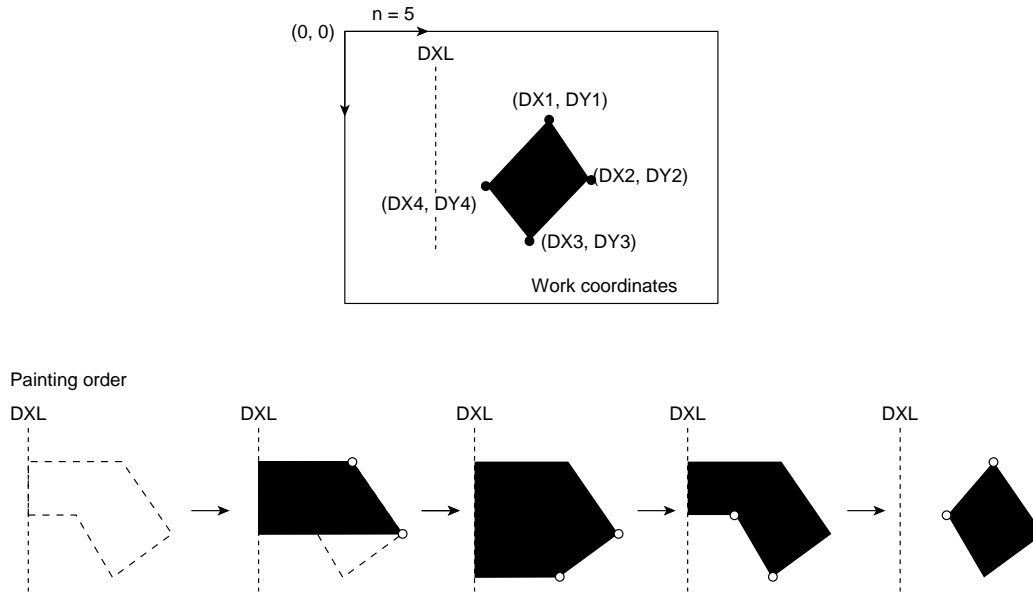 n = 5
(0, 0)
DXL
(DX1, DY1)
(DX2, DY2)
(DX4, DY4)
(DX3, DY3)
Work coordinates
Painting order
DXL DXL DXL DXL DXL